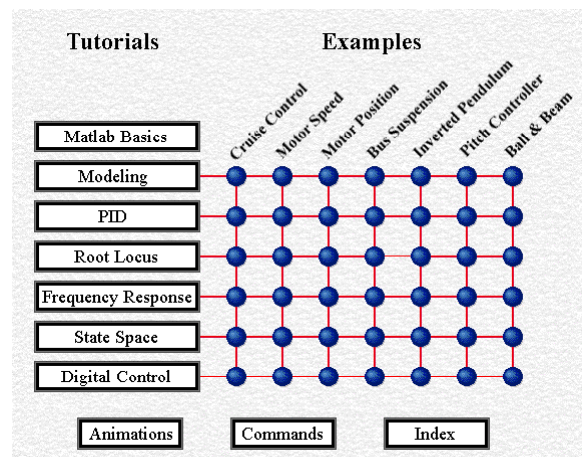 Tutorials
Examples
Cruise Control
Motor Speed
Motor Position
Bus Suspension
Inverted Pendulum
Pitch Controller
Ball & Beam
Matlab Basics
Modeling
PID
Root Locus
Frequency Response
State Space
Digital Control
Animations
Commands
Index